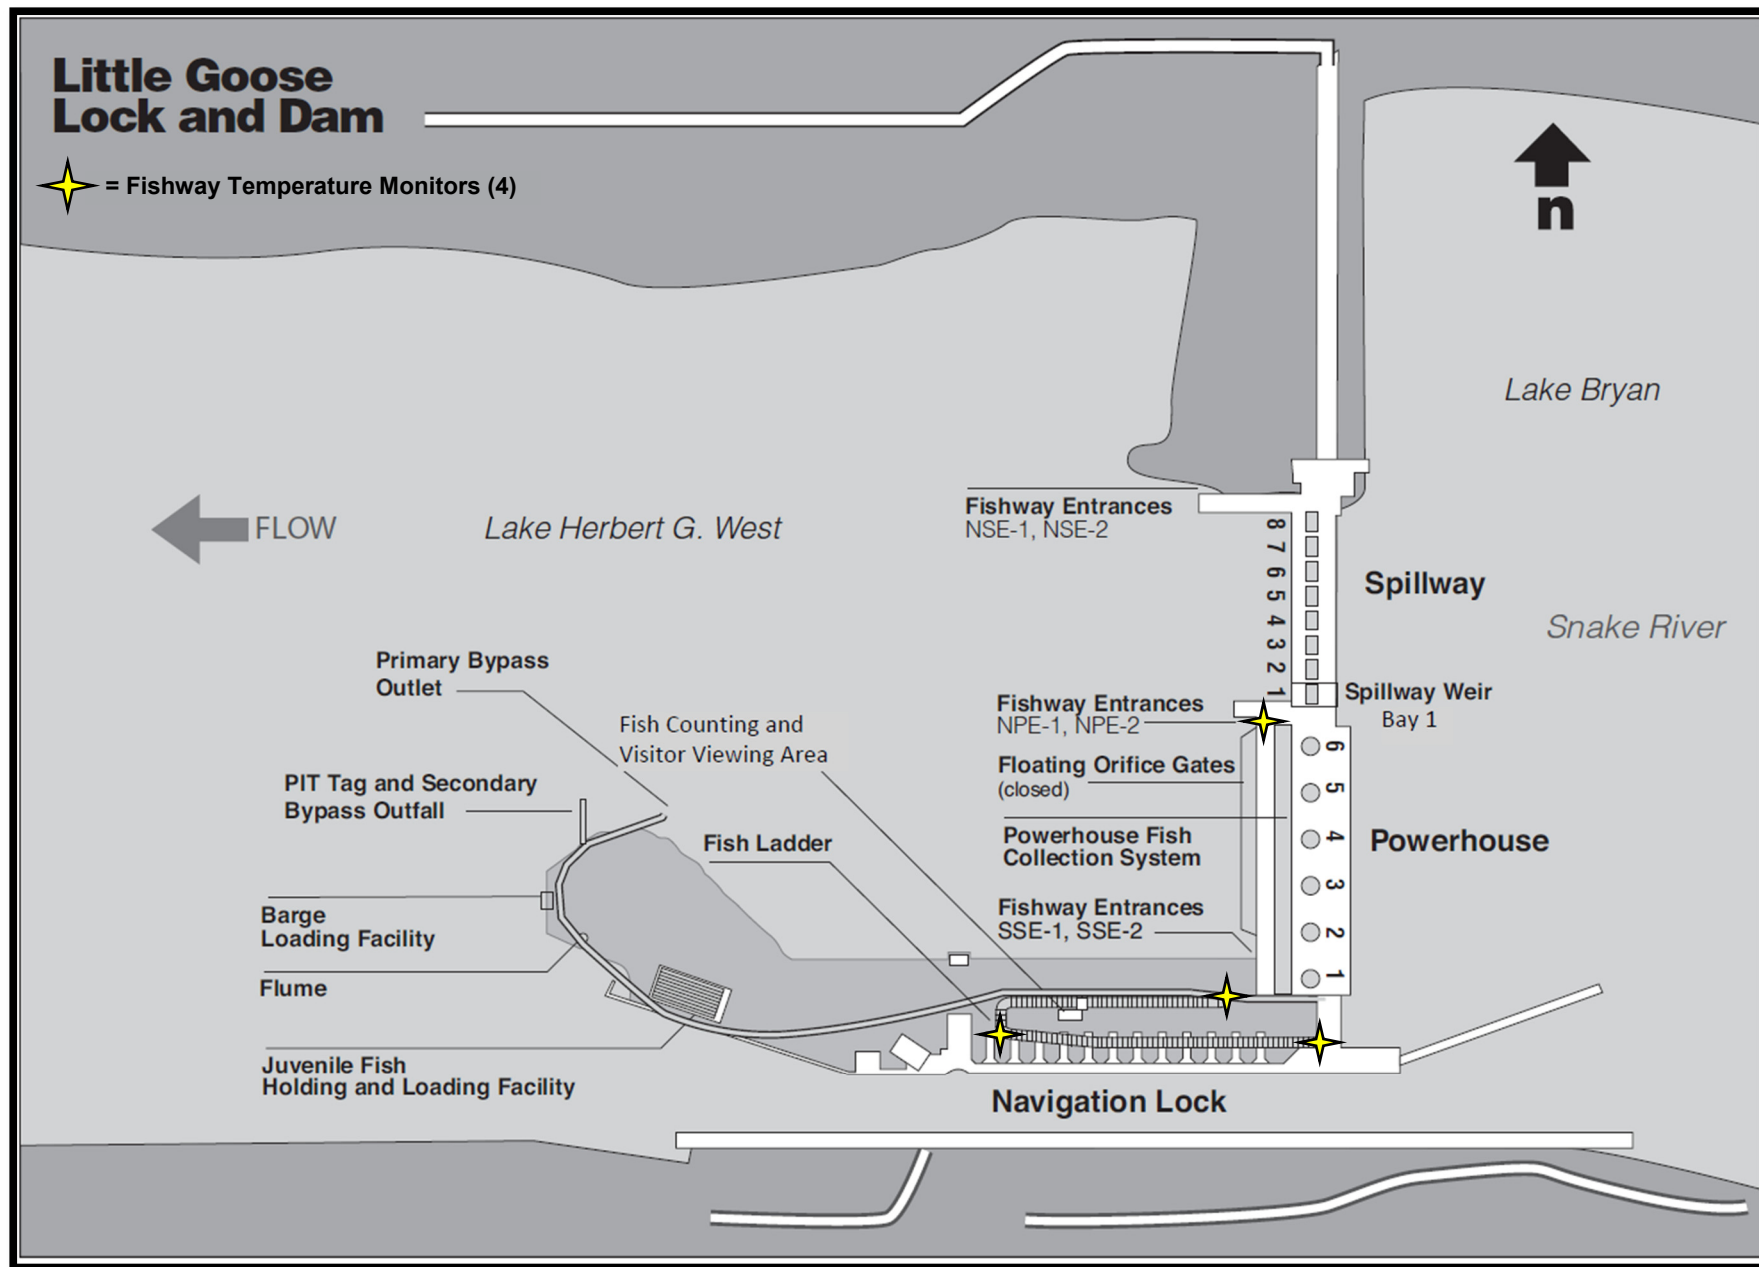 Little Goose
Lock and Dam
= Fishway Temperature Monitors (4)
n
Lake Bryan
Fishway Entrances
NSE-1, NSE-2
FLOW
Lake Herbert G. West
8
7
6
5
4
3
2
1
Spillway
Snake River
Primary Bypass
Outlet
Fish Counting and
Visitor Viewing Area
Fishway Entrances
NPE-1, NPE-2
Spillway Weir
Bay 1
Floating Orifice Gates
(closed)
6
5
4
3
2
1
PIT Tag and Secondary
Bypass Outfall
Fish Ladder
Powerhouse Fish
Collection System
Powerhouse
Fishway Entrances
SSE-1, SSE-2
Barge
Loading Facility
Flume
Juvenile Fish
Holding and Loading Facility
Navigation Lock